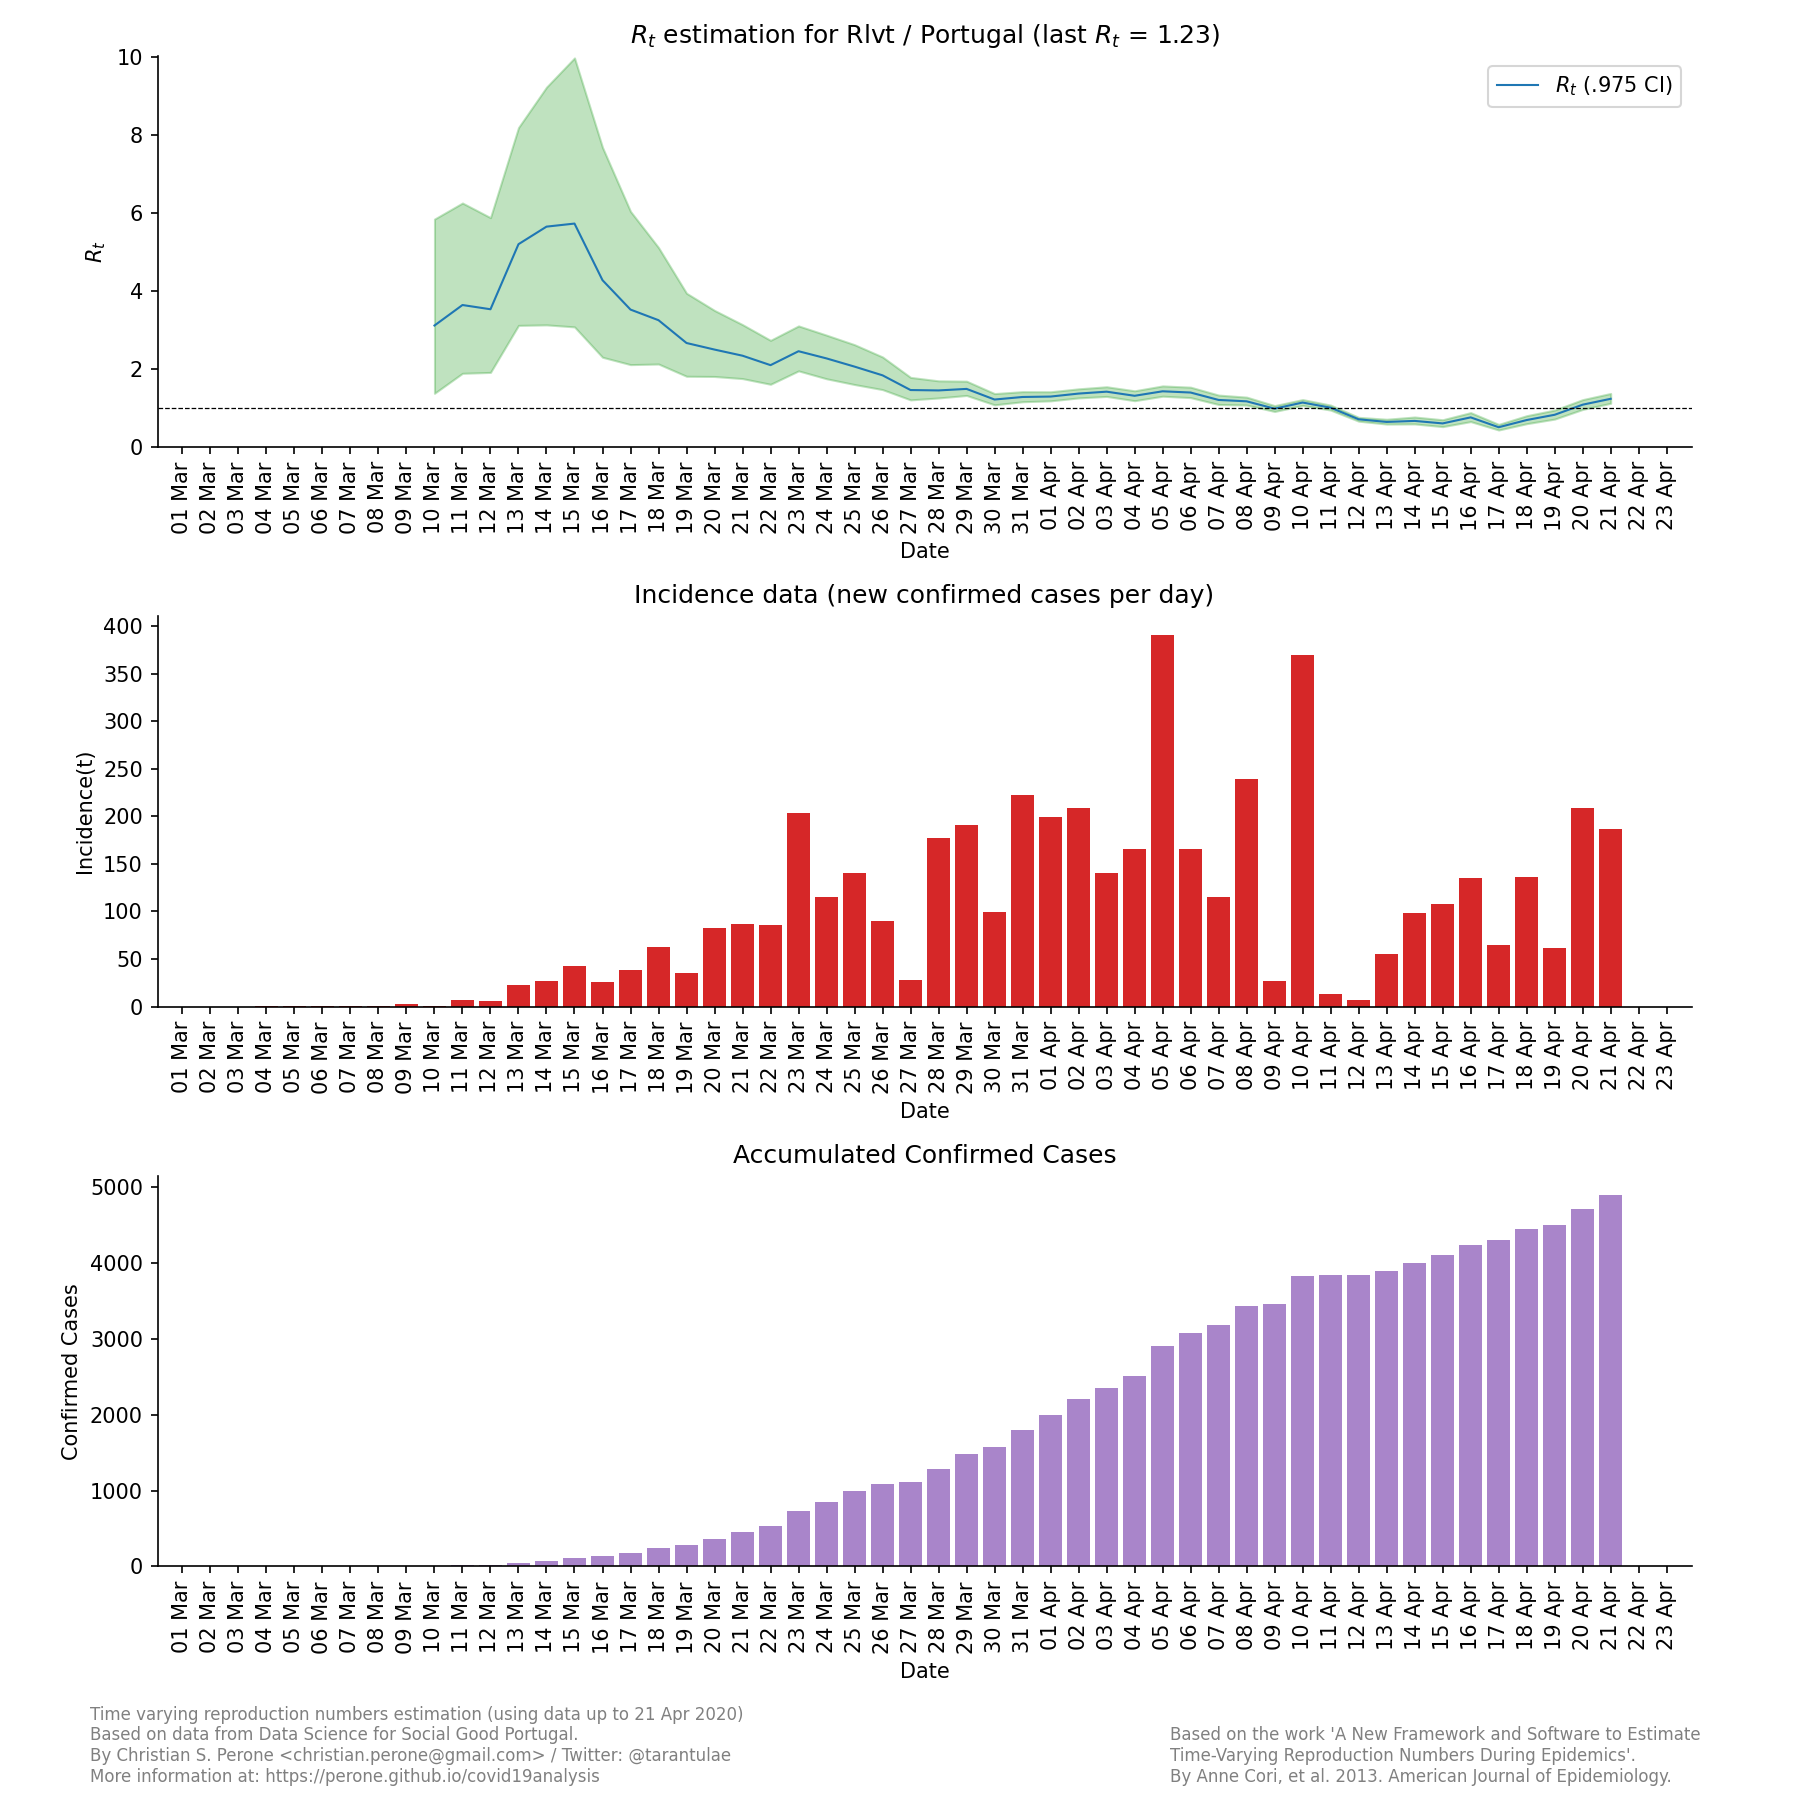 Rt estimation for Rlvt / Portugal (last Rt = 1.23)
Rt (.975 CI)
10
8
6
4
2
0
Rt
01 Mar 02 Mar 03 Mar 04 Mar 05 Mar 06 Mar 07 Mar 08 Mar 09 Mar 10 Mar 11 Mar 12 Mar 13 Mar 14 Mar 15 Mar 16 Mar 17 Mar 18 Mar 19 Mar 20 Mar 21 Mar 22 Mar 23 Mar 24 Mar 25 Mar 26 Mar 27 Mar 28 Mar 29 Mar 30 Mar 31 Mar 01 Apr 02 Apr 03 Apr 04 Apr 05 Apr 06 Apr 07 Apr 08 Apr 09 Apr 10 Apr 11 Apr 12 Apr 13 Apr 14 Apr 15 Apr 16 Apr 17 Apr 18 Apr 19 Apr 20 Apr 21 Apr 22 Apr 23 Apr
Date
Incidence data (new confirmed cases per day)
400
350
300
250
200
150
100
50
0
Incidence(t)
01 Mar 02 Mar 03 Mar 04 Mar 05 Mar 06 Mar 07 Mar 08 Mar 09 Mar 10 Mar 11 Mar 12 Mar 13 Mar 14 Mar 15 Mar 16 Mar 17 Mar 18 Mar 19 Mar 20 Mar 21 Mar 22 Mar 23 Mar 24 Mar 25 Mar 26 Mar 27 Mar 28 Mar 29 Mar 30 Mar 31 Mar 01 Apr 02 Apr 03 Apr 04 Apr 05 Apr 06 Apr 07 Apr 08 Apr 09 Apr 10 Apr 11 Apr 12 Apr 13 Apr 14 Apr 15 Apr 16 Apr 17 Apr 18 Apr 19 Apr 20 Apr 21 Apr 22 Apr 23 Apr
Date
Accumulated Confirmed Cases
5000
4000
3000
2000
1000
0
Confirmed Cases
01 Mar 02 Mar 03 Mar 04 Mar 05 Mar 06 Mar 07 Mar 08 Mar 09 Mar 10 Mar 11 Mar 12 Mar 13 Mar 14 Mar 15 Mar 16 Mar 17 Mar 18 Mar 19 Mar 20 Mar 21 Mar 22 Mar 23 Mar 24 Mar 25 Mar 26 Mar 27 Mar 28 Mar 29 Mar 30 Mar 31 Mar 01 Apr 02 Apr 03 Apr 04 Apr 05 Apr 06 Apr 07 Apr 08 Apr 09 Apr 10 Apr 11 Apr 12 Apr 13 Apr 14 Apr 15 Apr 16 Apr 17 Apr 18 Apr 19 Apr 20 Apr 21 Apr 22 Apr 23 Apr
Date
Time varying reproduction numbers estimation (using data up to 21 Apr 2020)
Based on data from Data Science for Social Good Portugal.
By Christian S. Perone <christian.perone@gmail.com> / Twitter: @tarantulae
More information at: https://perone.github.io/covid19analysis
Based on the work 'A New Framework and Software to Estimate
Time-Varying Reproduction Numbers During Epidemics'.
By Anne Cori, et al. 2013. American Journal of Epidemiology.